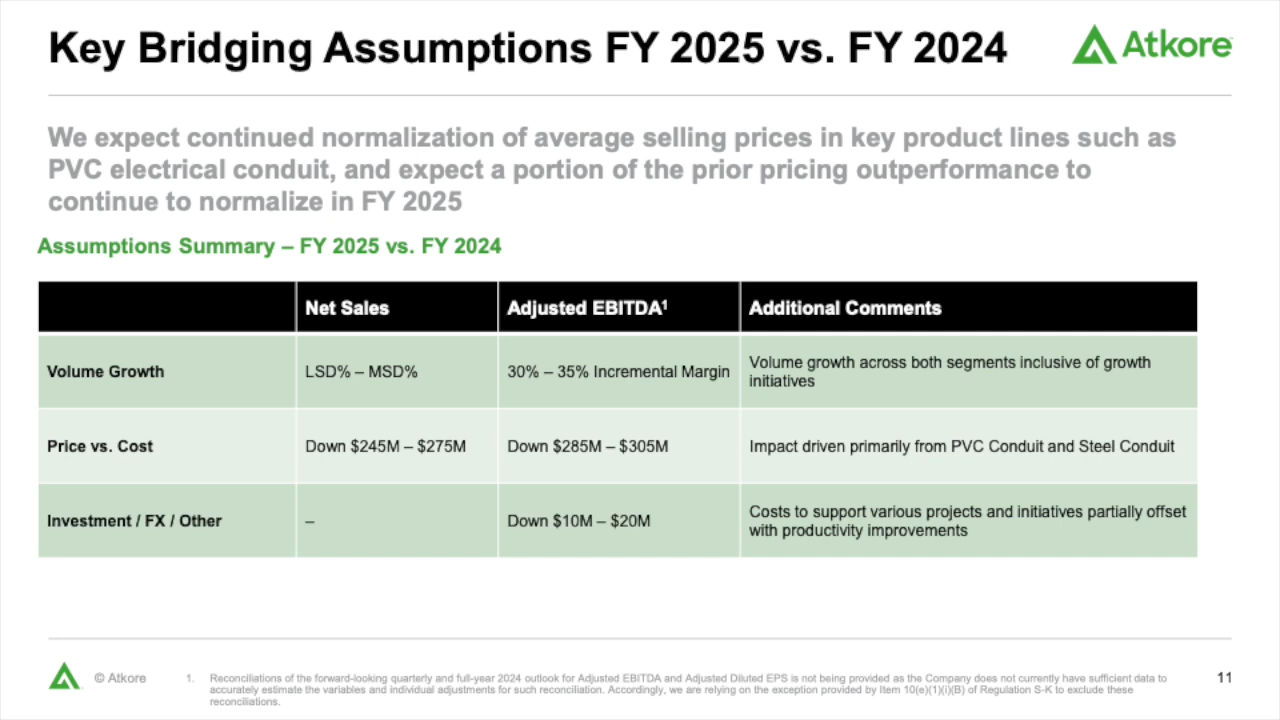 Key Bridging Assumptions FY 2025 vs. FY 2024
Atkore
We expect continued normalization of average selling prices in key product lines such as
PVC electrical conduit, and expect a portion of the prior pricing outperformance to
continue to normalize in FY 2025
Assumptions Summary – FY 2025 vs. FY 2024
Net Sales
Adjusted EBITDA¹
Additional Comments
Volume Growth
LSD% – MSD%
30% – 35% Incremental Margin
Volume growth across both segments inclusive of growth
initiatives
Price vs. Cost
Down $245M – $275M
Down $285M – $305M
Impact driven primarily from PVC Conduit and Steel Conduit
Investment / FX / Other
–
Down $10M – $20M
Costs to support various projects and initiatives partially offset
with productivity improvements
© Atkore
1. Reconciliations of the forward-looking quarterly and full-year 2024 outlook for Adjusted EBITDA and Adjusted Diluted EPS is not being provided as the Company does not currently have sufficient data to
accurately estimate the variables and individual adjustments for such reconciliation. Accordingly, we are relying on the exception provided by Item 10(e)(1)(i)(B) of Regulation S-K to exclude these
reconciliations.
11